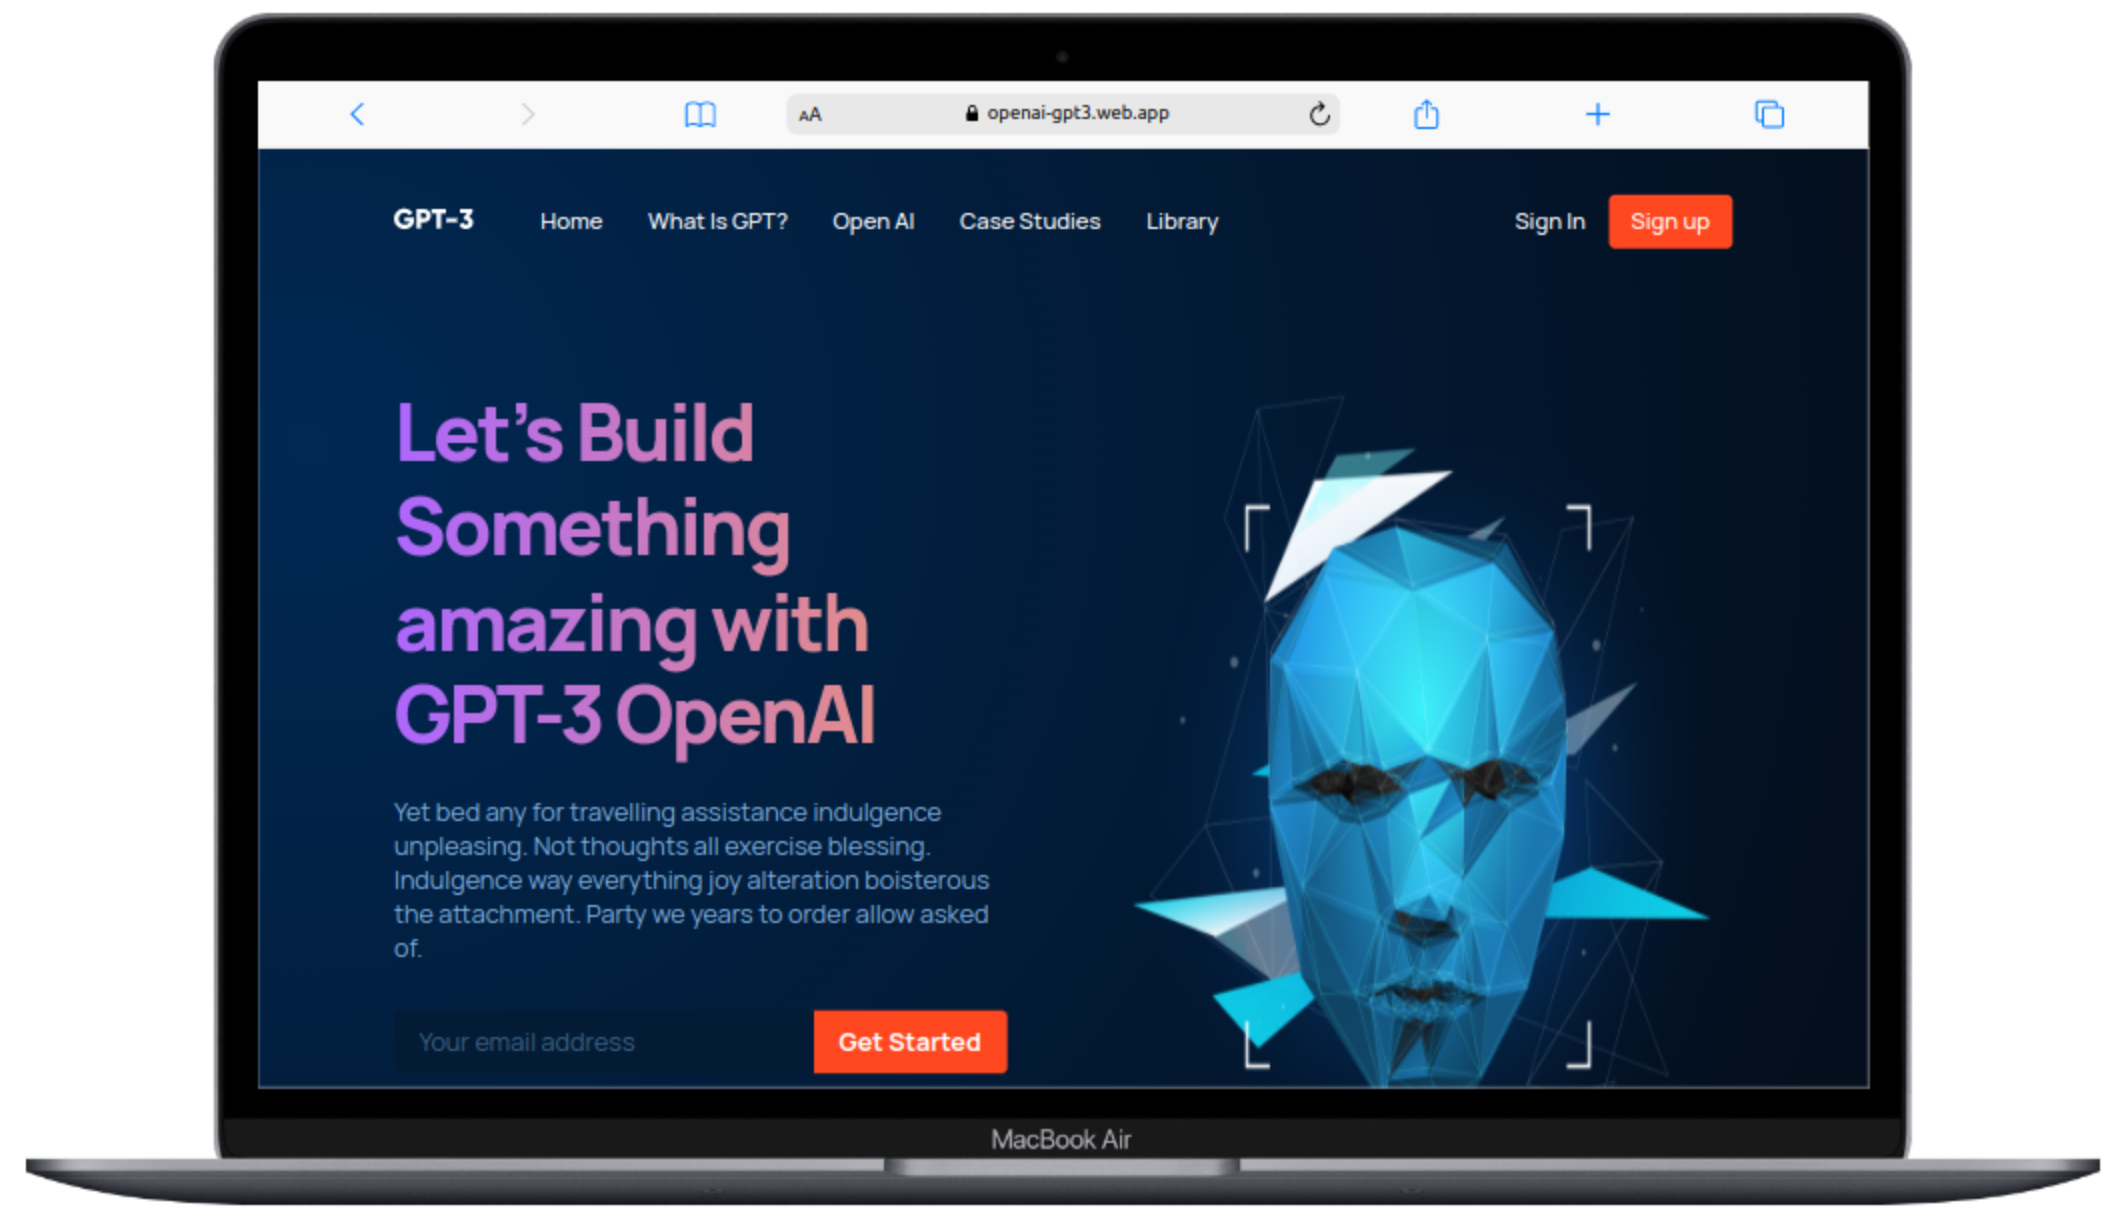 AA openai-gpt3.web.app
GPT-3 Home What Is GPT? Open AI Case Studies Library Sign In Sign up
Let’s Build
Something
amazing with
GPT-3 OpenAI
Yet bed any for travelling assistance indulgence
unpleasing. Not thoughts all exercise blessing.
Indulgence way everything joy alteration boisterous
the attachment. Party we years to order allow asked
of.
Your email address Get Started
MacBook Air